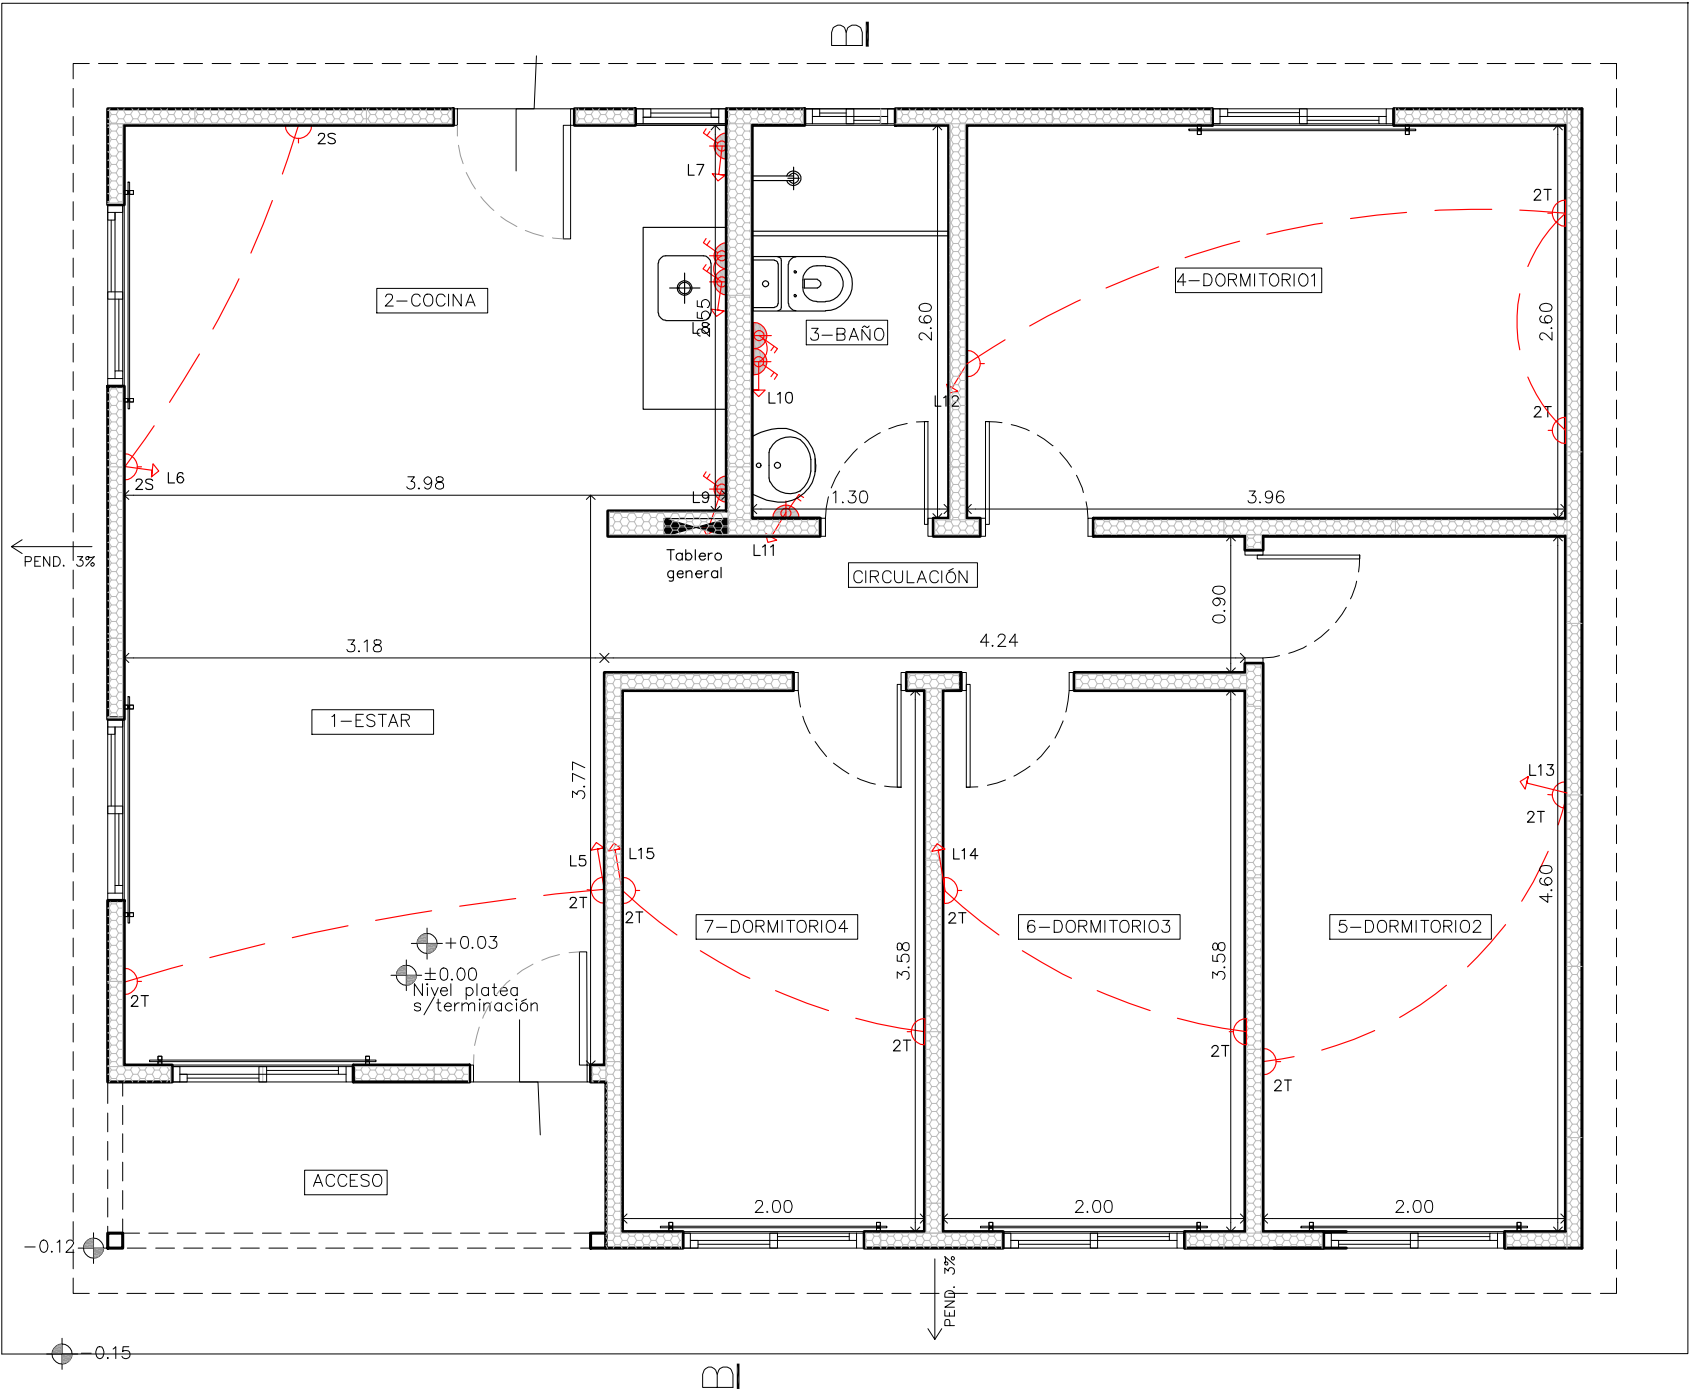 B
2S
L7
2T
4-DORMITORIO1
2-COCINA
L8
2.55
3-BAÑO
2.60
2.60
L10
L12
2T
L6
2S
3.98
L9
1.30
3.96
L11
PEND. 3%
Tablero
general
CIRCULACIÓN
0.90
3.18
4.24
1-ESTAR
3.77
L13
2T
L5
L15
L14
4.60
2T
2T
2T
7-DORMITORIO4
6-DORMITORIO3
5-DORMITORIO2
+0.03
±0.00
Nivel platea
s/terminación
3.58
3.58
2T
2T
2T
2T
ACCESO
2.00
2.00
2.00
-0.12
PEND. 3%
-0.15
B